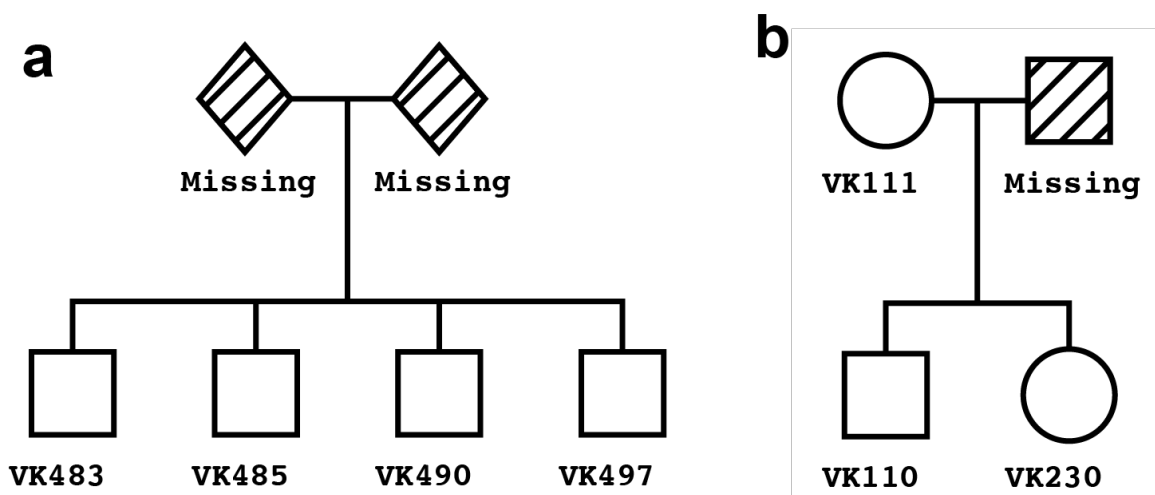 a
Missing Missing
VK483 VK485 VK490 VK497
b
VK111 Missing
VK110 VK230